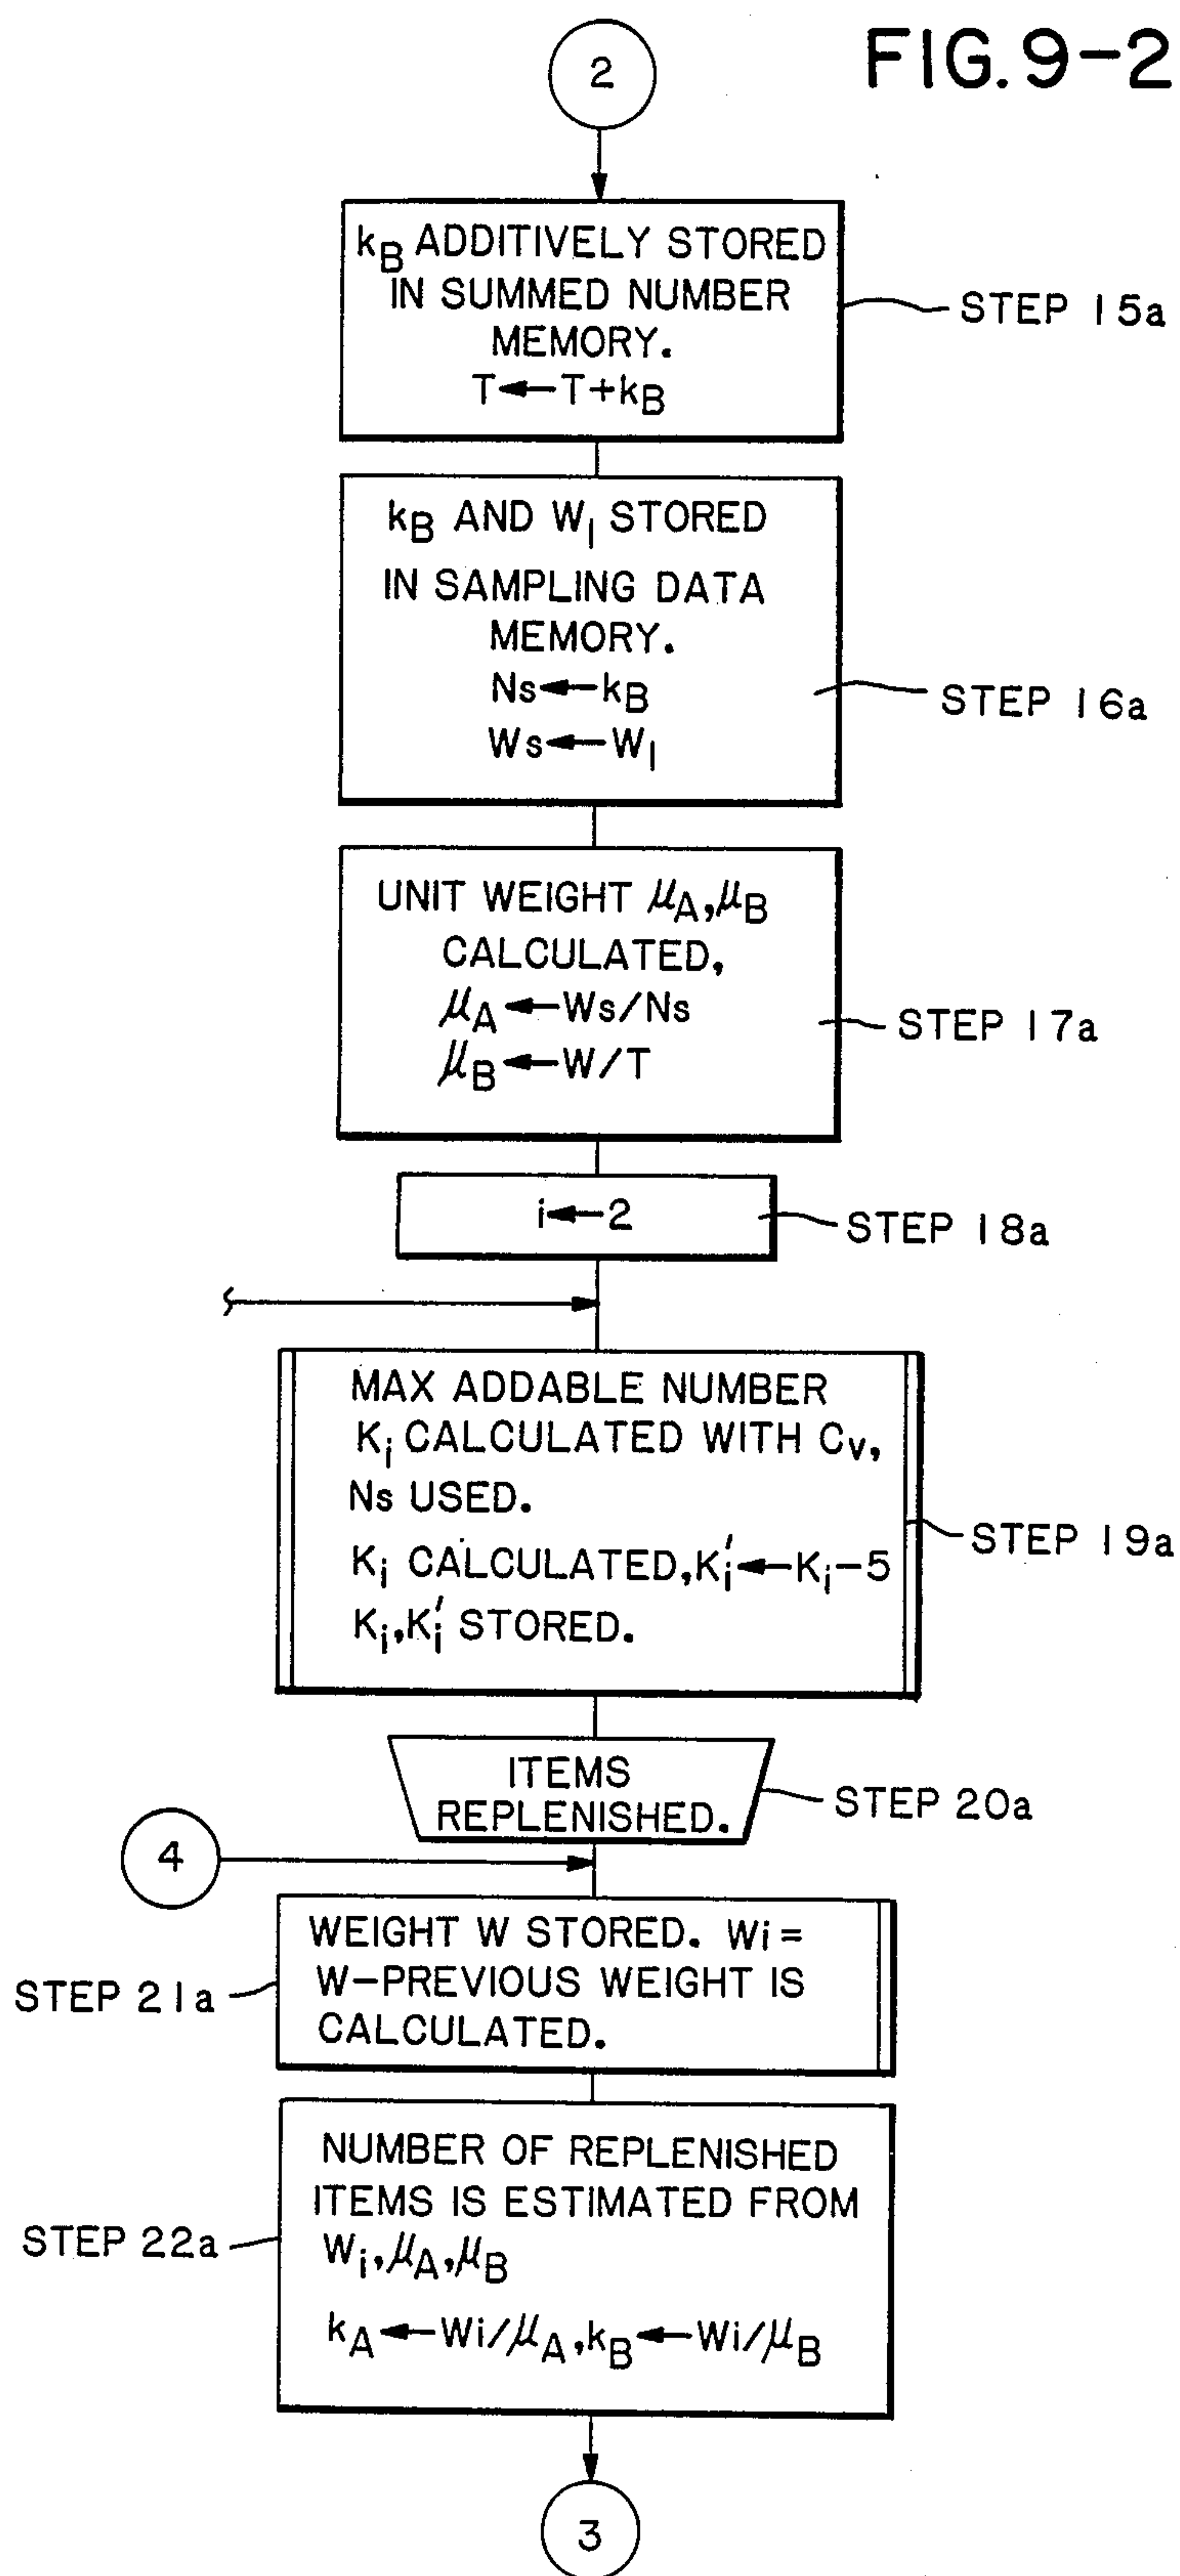 FIG. 9-2
2
kB ADDITIVELY STORED
IN SUMMED NUMBER
MEMORY.
T←T+kB
STEP 15a
kB AND W1 STORED
IN SAMPLING DATA
MEMORY.
Ns←kB
Ws←W1
STEP 16a
UNIT WEIGHT μA,μB
CALCULATED,
μA←Ws/Ns
μB←W/T
STEP 17a
i←2
STEP 18a
MAX ADDABLE NUMBER
Ki CALCULATED WITH Cv,
Ns USED.
Ki CALCULATED,Ki'←Ki-5
Ki,Ki' STORED.
STEP 19a
ITEMS
REPLENISHED.
STEP 20a
4
WEIGHT W STORED. Wi=
W-PREVIOUS WEIGHT IS
CALCULATED.
STEP 21a
NUMBER OF REPLENISHED
ITEMS IS ESTIMATED FROM
Wi,μA,μB
kA←Wi/μA,kB←Wi/μB
STEP 22a
3